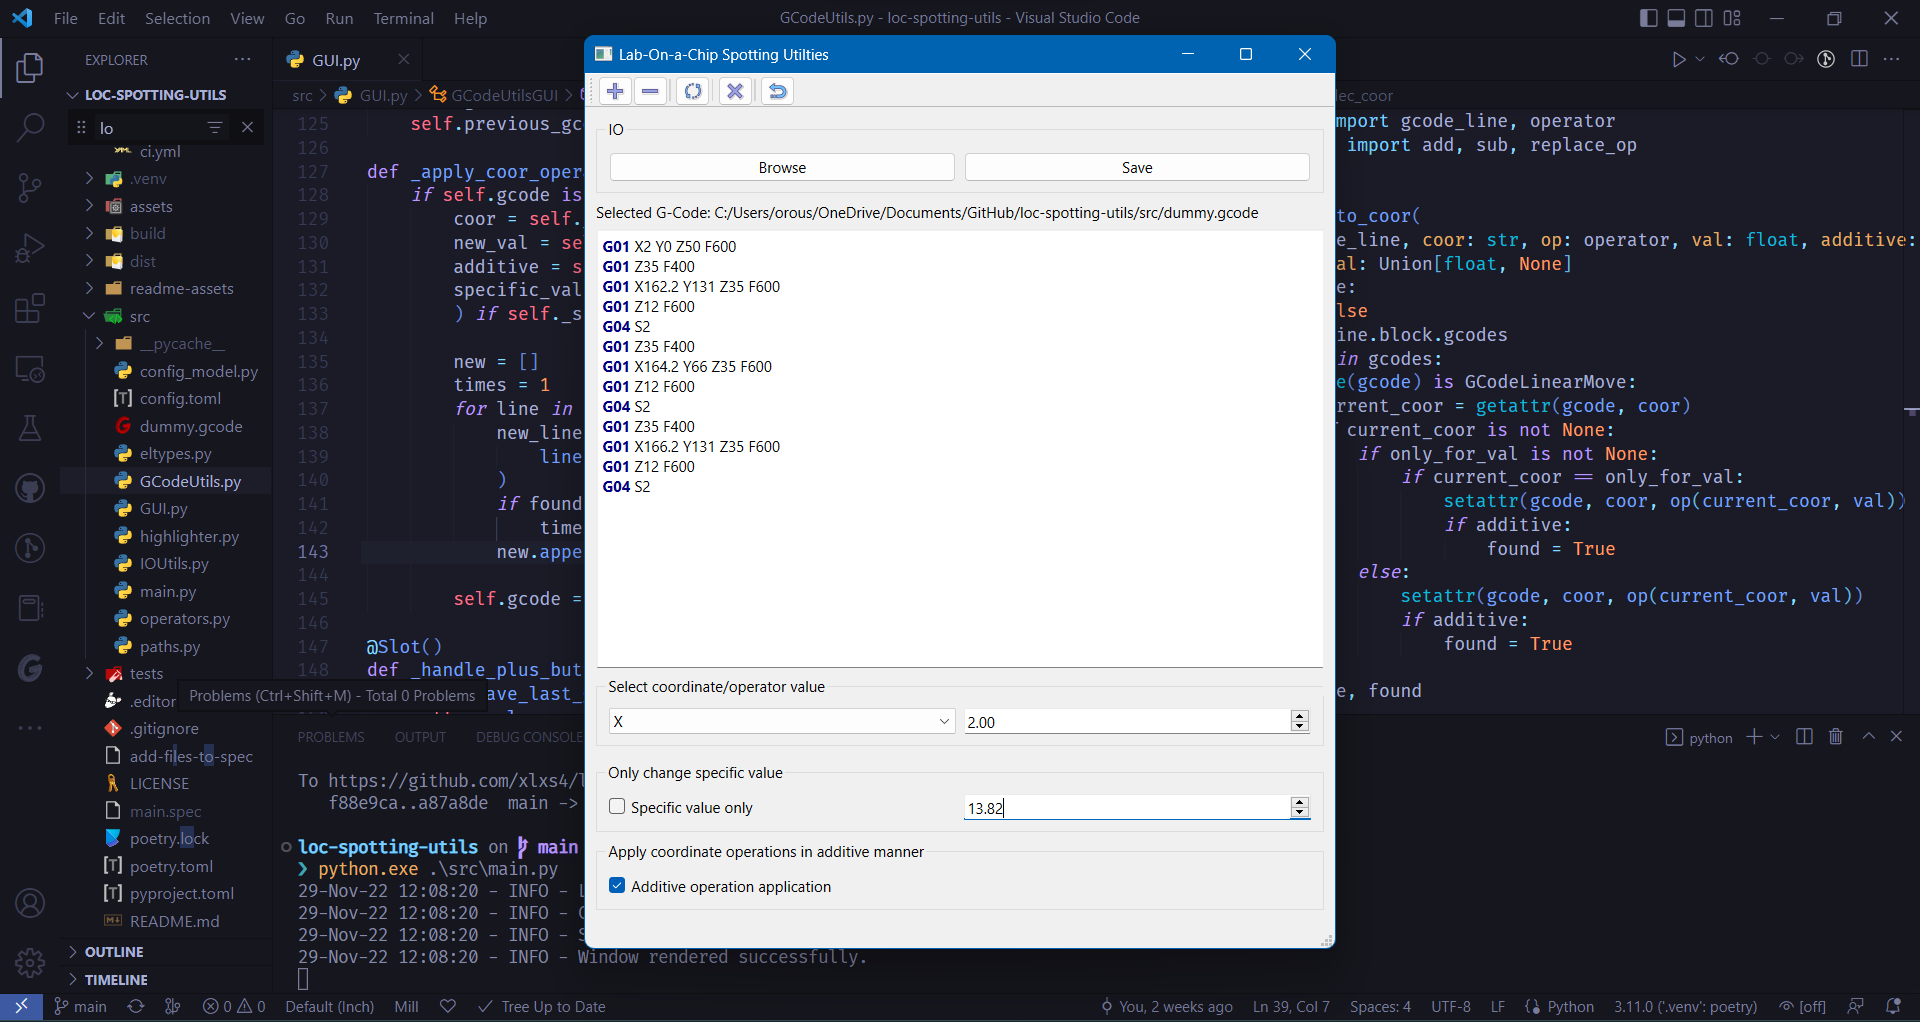 File Edit Selection View Go Run Terminal Help
GCodeUtils.py - loc-spotting-utils - Visual Studio Code
EXPLORER
LOC-SPOTTING-UTILS
lo
ci.yml
.venv
assets
build
dist
readme-assets
src
__pycache__
config_model.py
config.toml
dummy.gcode
eltypes.py
GCodeUtils.py
GUI.py
highlighter.py
IOUtils.py
main.py
operators.py
paths.py
tests
.editor
Problems (Ctrl+Shift+M) - Total 0 Problems
.gitignore
add-files-to-spec
LICENSE
main.spec
poetry.lock
poetry.toml
pyproject.toml
README.md
OUTLINE
TIMELINE
GUI.py
src > GUI.py > GCodeUtilsGUI >
125 self.previous_gc
126
127 def _apply_coor_oper
128 if self.gcode is
129 coor = self.
130 new_val = se
131 additive = s
132 specific_val
133 ) if self._s
134
135 new = []
136 times = 1
137 for line in
138 new_line
139 line
140 )
141 if found
142 time
143 new.appe
144
145 self.gcode =
146
147 @Slot()
148 def _handle_plus_but
ave_last_
Lab-On-a-Chip Spotting Utilties
IO
Browse
Save
Selected G-Code: C:/Users/orous/OneDrive/Documents/GitHub/loc-spotting-utils/src/dummy.gcode
G01 X2 Y0 Z50 F600
G01 Z35 F400
G01 X162.2 Y131 Z35 F600
G01 Z12 F600
G04 S2
G01 Z35 F400
G01 X164.2 Y66 Z35 F600
G01 Z12 F600
G04 S2
G01 Z35 F400
G01 X166.2 Y131 Z35 F600
G01 Z12 F600
G04 S2
Select coordinate/operator value
X
2.00
Only change specific value
Specific value only
13.82
Apply coordinate operations in additive manner
Additive operation application
lec_coor
mport gcode_line, operator
import add, sub, replace_op
to_coor(
e_line, coor: str, op: operator, val: float, additive:
al: Union[float, None]
e:
lse
ine.block.gcodes
in gcodes:
e(gcode) is GCodeLinearMove:
rrent_coor = getattr(gcode, coor)
current_coor is not None:
if only_for_val is not None:
if current_coor == only_for_val:
setattr(gcode, coor, op(current_coor, val))
if additive:
found = True
else:
setattr(gcode, coor, op(current_coor, val))
if additive:
found = True
e, found
PROBLEMS OUTPUT DEBUG CONSOLE
python
To https://github.com/xlxs4/l
f88e9ca..a87a8de main ->
loc-spotting-utils on main
❯ python.exe .\src\main.py
29-Nov-22 12:08:20 - INFO - L
29-Nov-22 12:08:20 - INFO - C
29-Nov-22 12:08:20 - INFO - S
29-Nov-22 12:08:20 - INFO - Window rendered successfully.
main
0 0
Default (Inch)
Mill
Tree Up to Date
You, 2 weeks ago
Ln 39, Col 7
Spaces: 4
UTF-8
LF
Python
3.11.0 ('.venv': poetry)
[off]